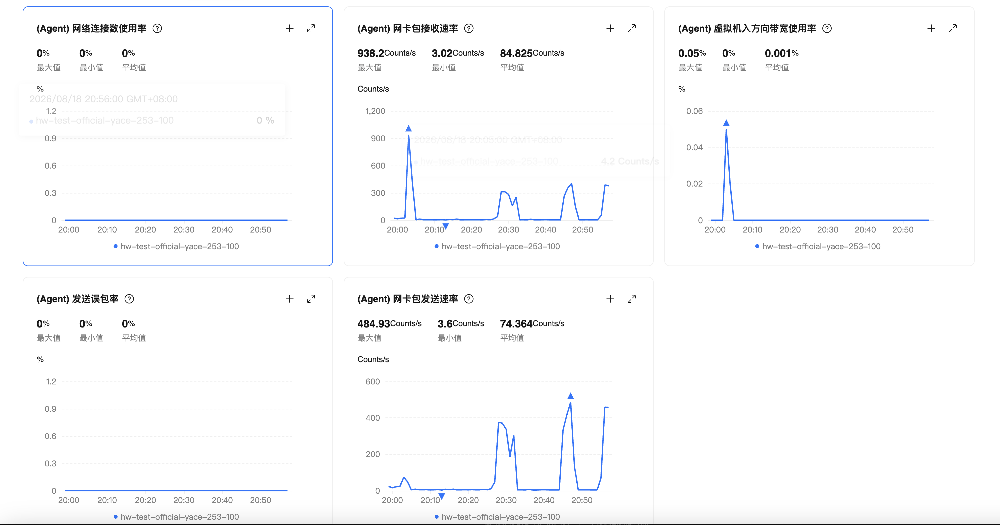 (Agent) 网络连接数使用率 ?
0% 0% 0%
最大值 最小值 平均值
%
2026/08/18 20:56:00 GMT+08:00
hw-test-official-yace-253-100 0 %
1.2
0.9
0.6
0.3
0
20:00 20:10 20:20 20:30 20:40 20:50
hw-test-official-yace-253-100
(Agent) 网卡包接收速率 ?
938.2Counts/s 3.02Counts/s 84.825Counts/s
最大值 最小值 平均值
Counts/s
1,200
900
2026/08/18 20:05:00 GMT+08:00
hw-test-official-yace-253-100 4.2 Counts/s
600
300
0
20:00 20:10 20:20 20:30 20:40 20:50
hw-test-official-yace-253-100
(Agent) 虚拟机入方向带宽使用率 ?
0.05% 0% 0.001%
最大值 最小值 平均值
%
0.06
0.04
0.02
0
20:00 20:10 20:20 20:30 20:40 20:50
hw-test-official-yace-253-100
(Agent) 发送误包率 ?
0% 0% 0%
最大值 最小值 平均值
%
1.2
0.9
0.6
0.3
0
20:00 20:10 20:20 20:30 20:40 20:50
hw-test-official-yace-253-100
(Agent) 网卡包发送速率 ?
484.93Counts/s 3.6Counts/s 74.364Counts/s
最大值 最小值 平均值
Counts/s
600
400
200
0
20:00 20:10 20:20 20:30 20:40 20:50
hw-test-official-yace-253-100